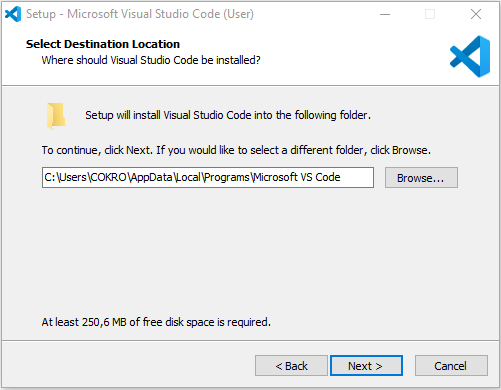 Setup - Microsoft Visual Studio Code (User)
Select Destination Location
Where should Visual Studio Code be installed?
Setup will install Visual Studio Code into the following folder.
To continue, click Next. If you would like to select a different folder, click Browse.
C:\Users\COKRO\AppData\Local\Programs\Microsoft VS Code
Browse...
At least 250,6 MB of free disk space is required.
< Back
Next >
Cancel